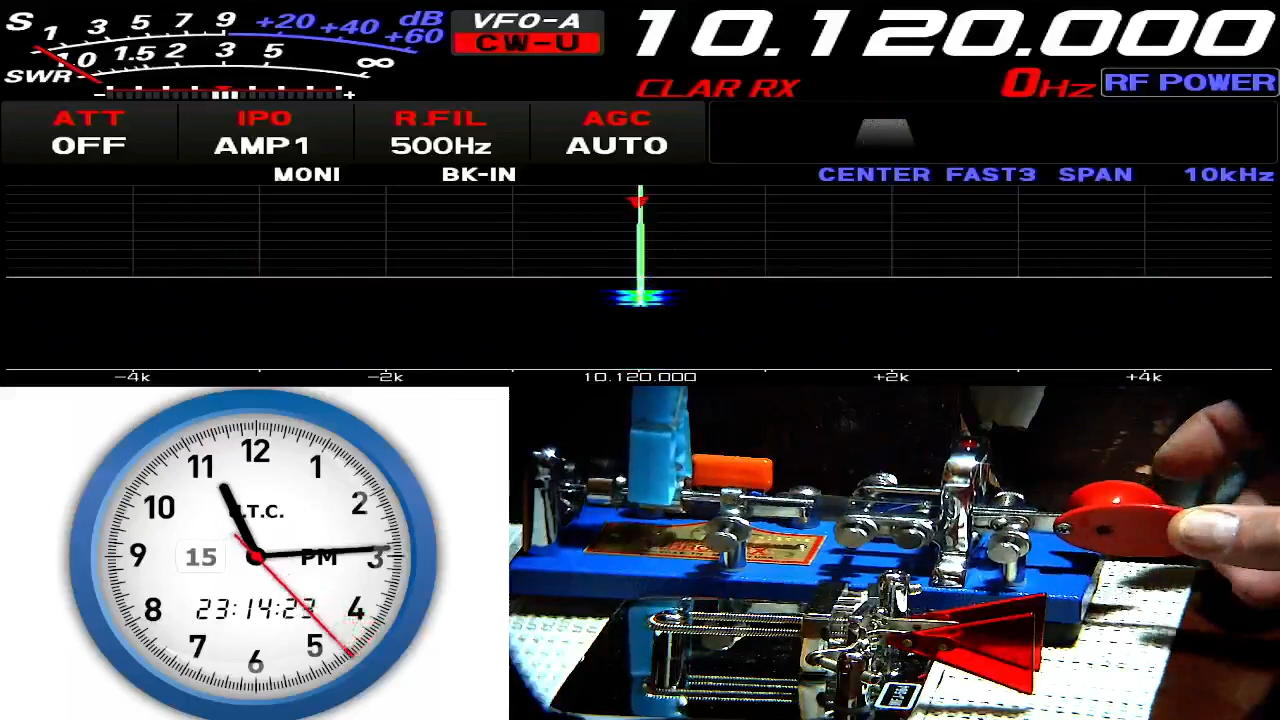 S 1 3 5 7 9 +20 +40 +60 dB
VFO-A
10.120.000
CW-U
SWR 1.0 1.5 2 3 5 ∞
- +
CLAR RX 0Hz RF POWER
ATT IPO R.FIL AGC
OFF AMP1 500Hz AUTO
MONI BK-IN CENTER FAST3 SPAN 10kHz
-4k -2k 10.120.000 +2k +4k
12
11 1
10 2
.T.C.
9 15 PM 3
8 23:14:23 4
7 5
6